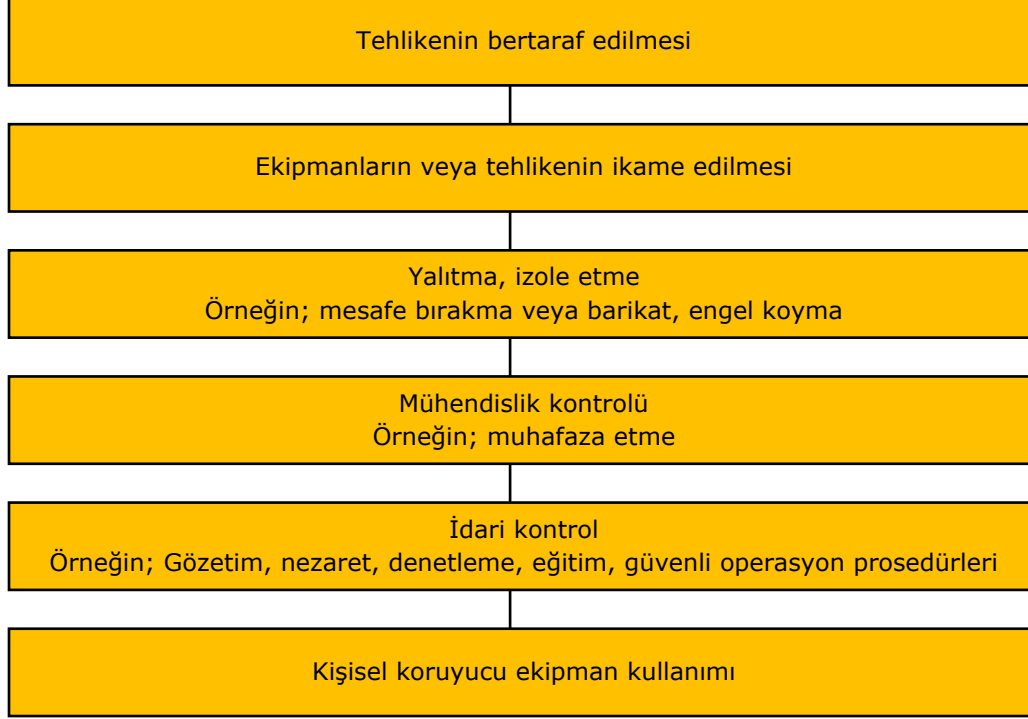 Tehlikenin bertaraf edilmesi
Ekipmanların veya tehlikenin ikame edilmesi
Yalıtma, izole etme
Örneğin; mesafe bırakma veya barikat, engel koyma
Mühendislik kontrolü
Örneğin; muhafaza etme
İdari kontrol
Örneğin; Gözetim, nezaret, denetleme, eğitim, güvenli operasyon prosedürleri
Kişisel koruyucu ekipman kullanımı